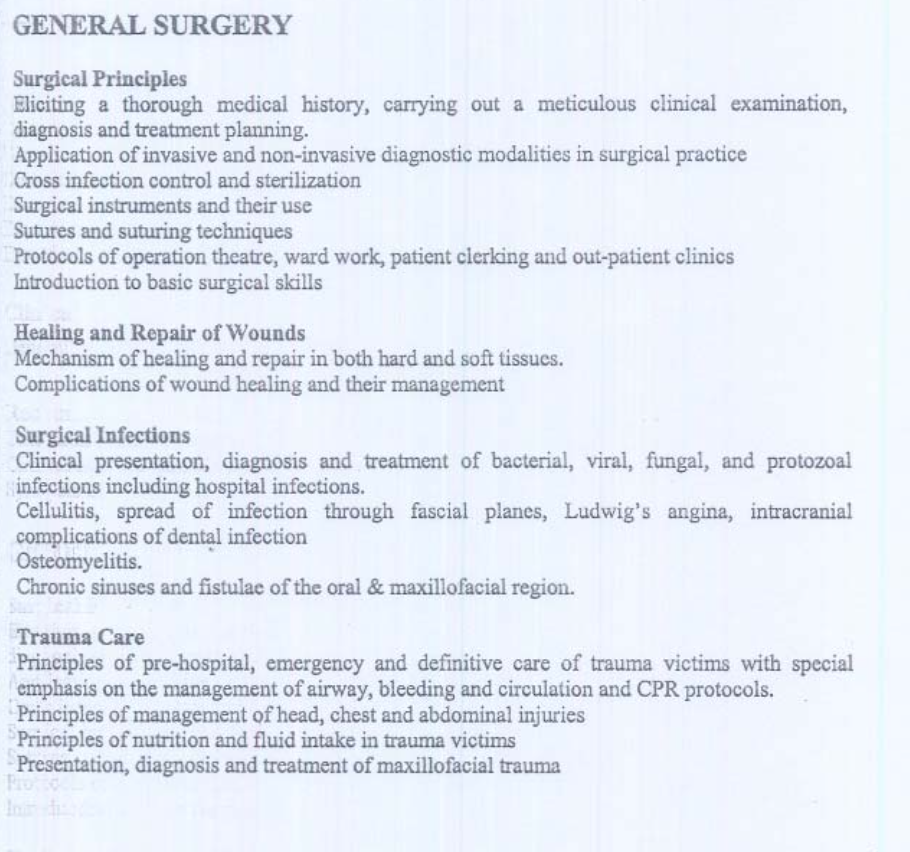 GENERAL SURGERY
Surgical Principles
Eliciting a thorough medical history, carrying out a meticulous clinical examination,
diagnosis and treatment planning.
Application of invasive and non-invasive diagnostic modalities in surgical practice
Cross infection control and sterilization
Surgical instruments and their use
Sutures and suturing techniques
Protocols of operation theatre, ward work, patient clerking and out-patient clinics
Introduction to basic surgical skills
Healing and Repair of Wounds
Mechanism of healing and repair in both hard and soft tissues.
Complications of wound healing and their management
Surgical Infections
Clinical presentation, diagnosis and treatment of bacterial, viral, fungal, and protozoal
infections including hospital infections.
Cellulitis, spread of infection through fascial planes, Ludwig's angina, intracranial
complications of dental infection
Osteomyelitis.
Chronic sinuses and fistulae of the oral & maxillofacial region.
Trauma Care
Principles of pre-hospital, emergency and definitive care of trauma victims with special
emphasis on the management of airway, bleeding and circulation and CPR protocols.
Principles of management of head, chest and abdominal injuries
Principles of nutrition and fluid intake in trauma victims
Presentation, diagnosis and treatment of maxillofacial trauma